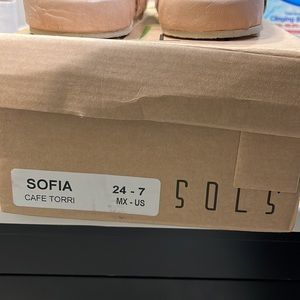 SOFIA
CAFE TORRI
24 - 7
MX - US
SOLS